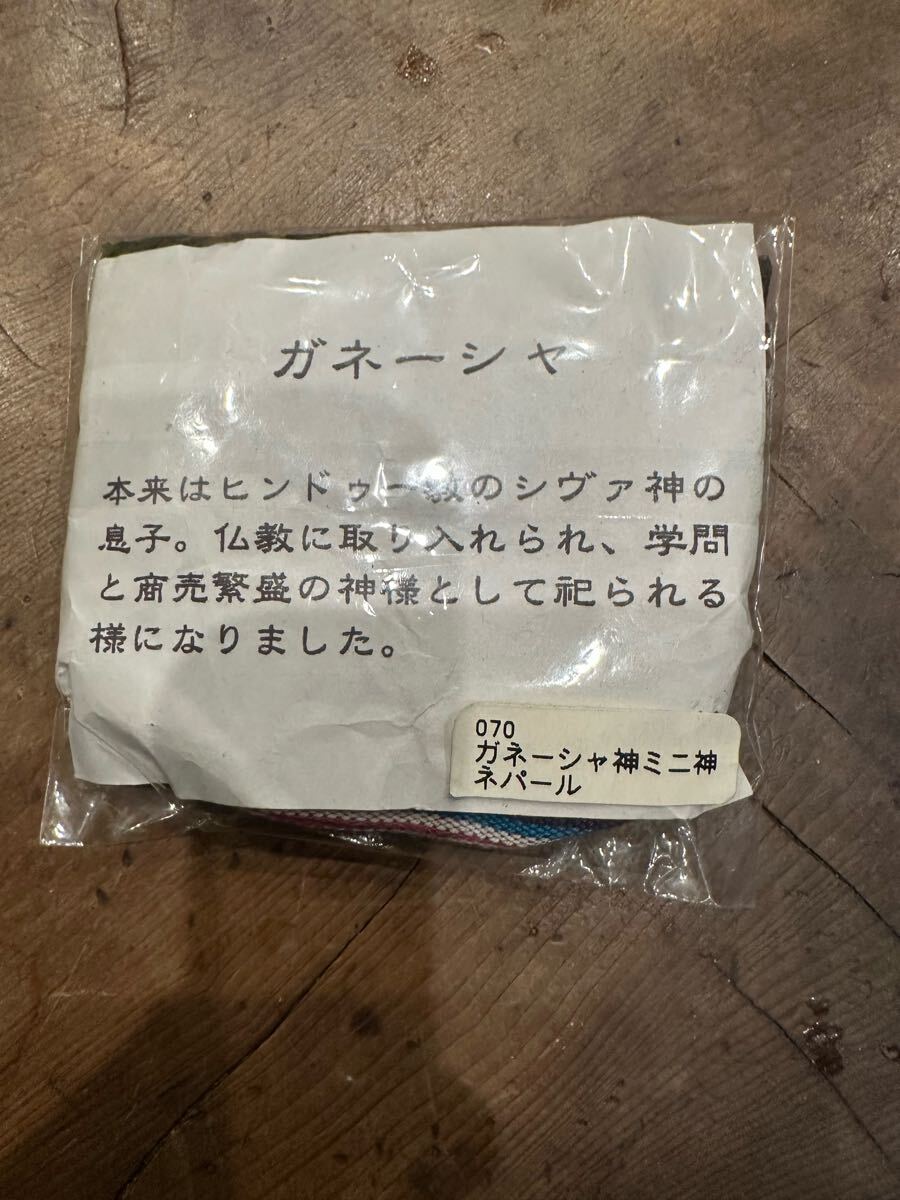 ガネーシャ
本来はヒンドゥー教のシヴァ神の
息子。仏教に取り入れられ、学問
と商売繁盛の神様として祀られる
様になりました。
070
ガネーシャ神ミニ神
ネパール